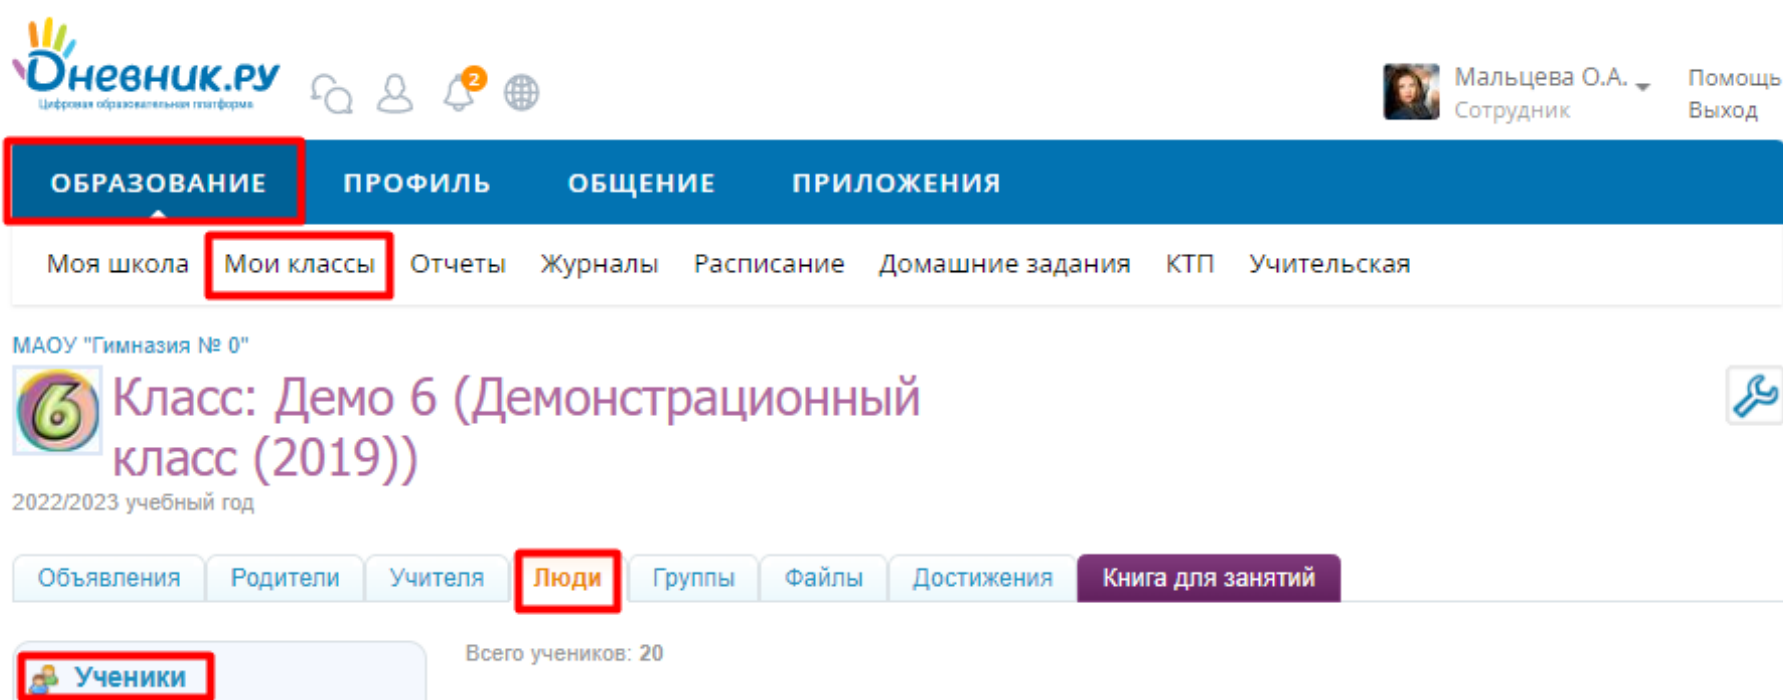 Дневник.ру
Цифровая образовательная платформа
2
Мальцева О.А.
Сотрудник
Помощь
Выход
ОБРАЗОВАНИЕ ПРОФИЛЬ ОБЩЕНИЕ ПРИЛОЖЕНИЯ
Моя школа Мои классы Отчеты Журналы Расписание Домашние задания КТП Учительская
МАОУ "Гимназия № 0"
6
Класс: Демо 6 (Демонстрационный
класс (2019))
2022/2023 учебный год
Объявления Родители Учителя Люди Группы Файлы Достижения Книга для занятий
Ученики
Всего учеников: 20